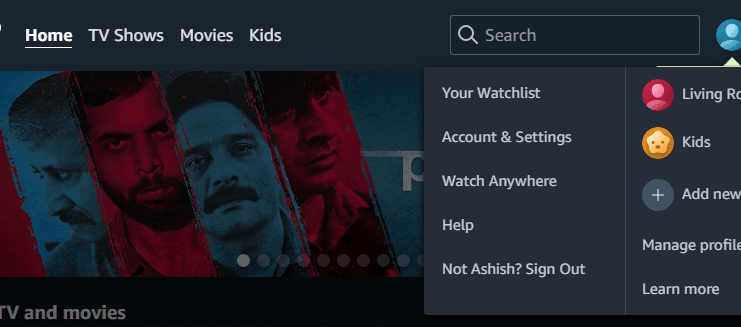 Home TV Shows Movies Kids Search
Your Watchlist
Account & Settings
Watch Anywhere
Help
Not Ashish? Sign Out
Living Ro
Kids
Add new
Manage profile
Learn more
TV and movies